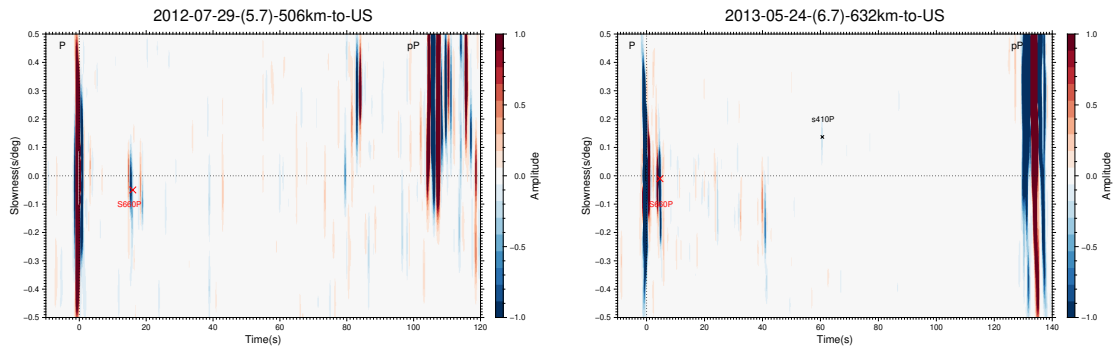 2012-07-29-(5.7)-506km-to-US
P
pP
S660P
Slowness(s/deg)
0.5
0.4
0.3
0.2
0.1
0.0
−0.1
−0.2
−0.3
−0.4
−0.5
0 20 40 60 80 100 120
Time(s)
1.0
0.5
0.0
−0.5
−1.0
Amplitude
2013-05-24-(6.7)-632km-to-US
P
pP
s410P
S660P
Slowness(s/deg)
0.5
0.4
0.3
0.2
0.1
0.0
−0.1
−0.2
−0.3
−0.4
−0.5
0 20 40 60 80 100 120 140
Time(s)
1.0
0.5
0.0
−0.5
−1.0
Amplitude